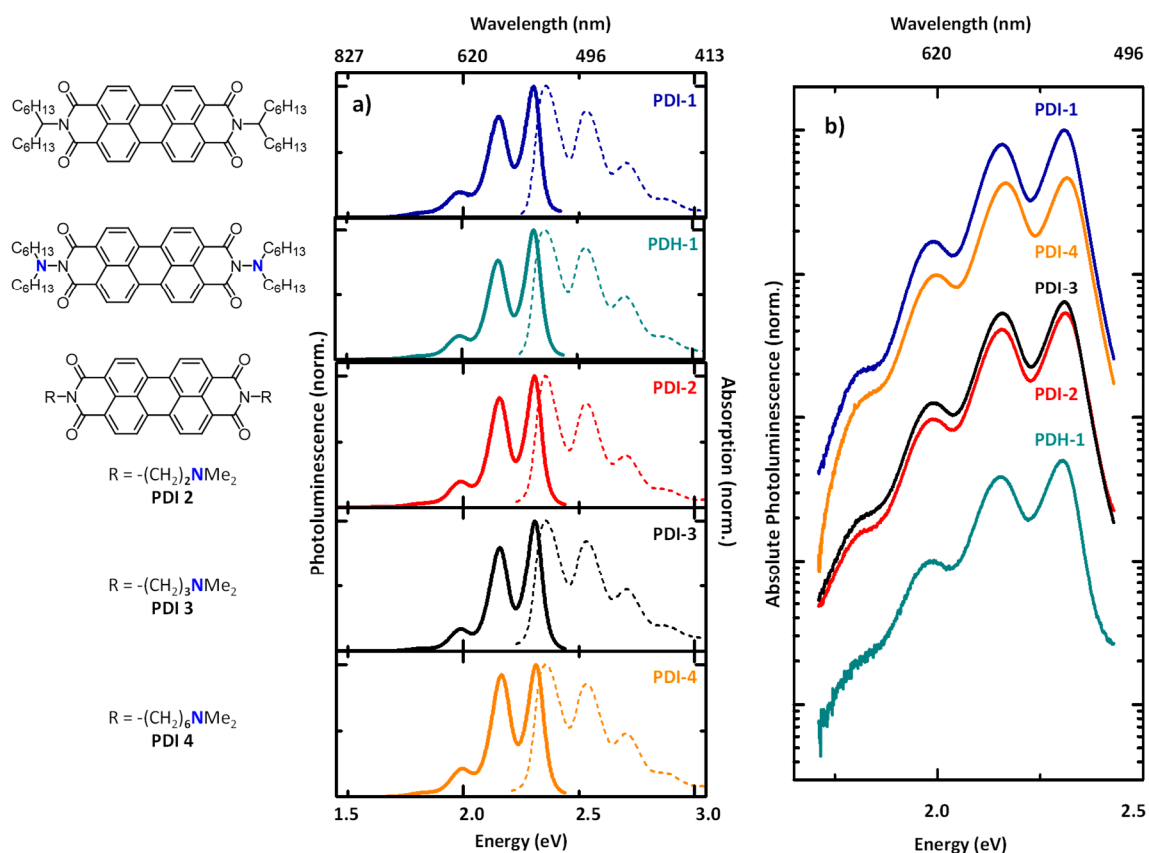 C6H13
C6H13
O
O
N
O
O
N
C6H13
C6H13
C6H13
N
C6H13
O
O
N
O
O
N
C6H13
N
C6H13
O
O
R-N
O
O
N-R
R = -(CH2)2NMe2
PDI 2
R = -(CH2)3NMe2
PDI 3
R = -(CH2)6NMe2
PDI 4
Wavelength (nm)
827 620 496 413
a)
PDI-1
PDH-1
PDI-2
PDI-3
PDI-4
Photoluminescence (norm.)
Absorption (norm.)
1.5 2.0 2.5 3.0
Energy (eV)
Wavelength (nm)
620 496
b)
PDI-1
PDI-4
PDI-3
PDI-2
PDH-1
Absolute Photoluminescence (norm.)
2.0 2.5
Energy (eV)